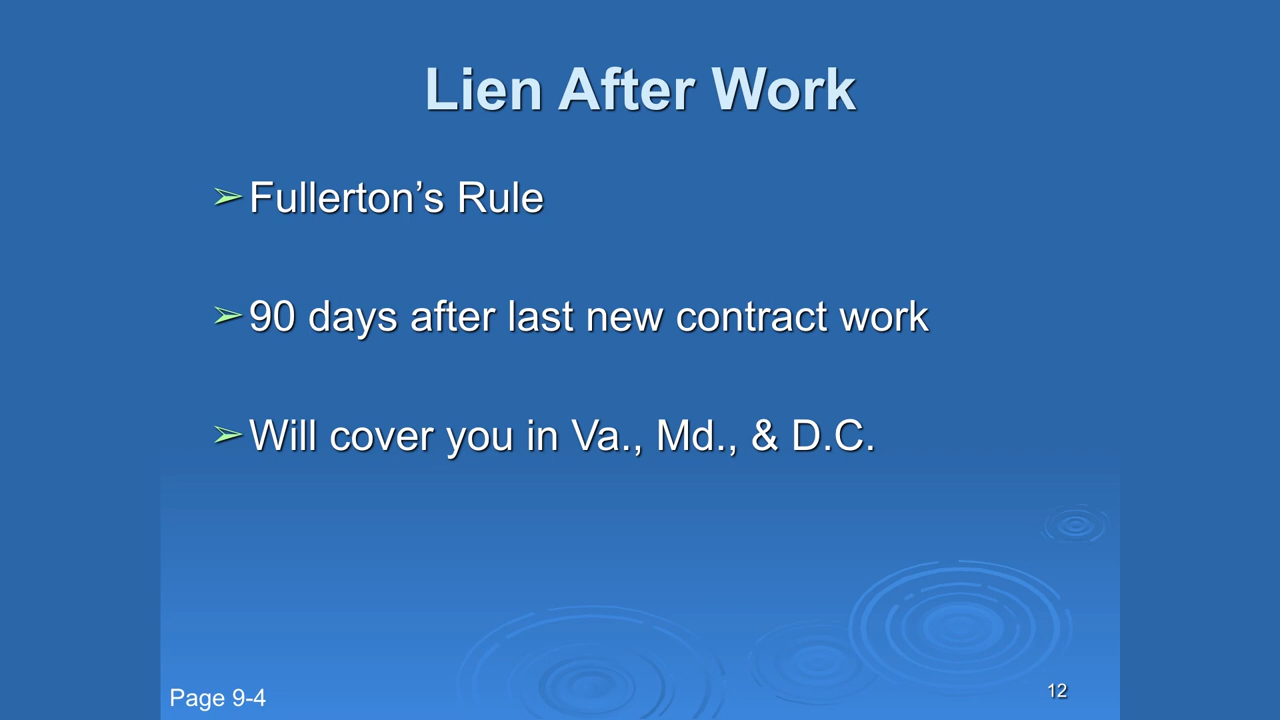 Lien After Work
➢Fullerton’s Rule
➢90 days after last new contract work
➢Will cover you in Va., Md., & D.C.
Page 9-4
12